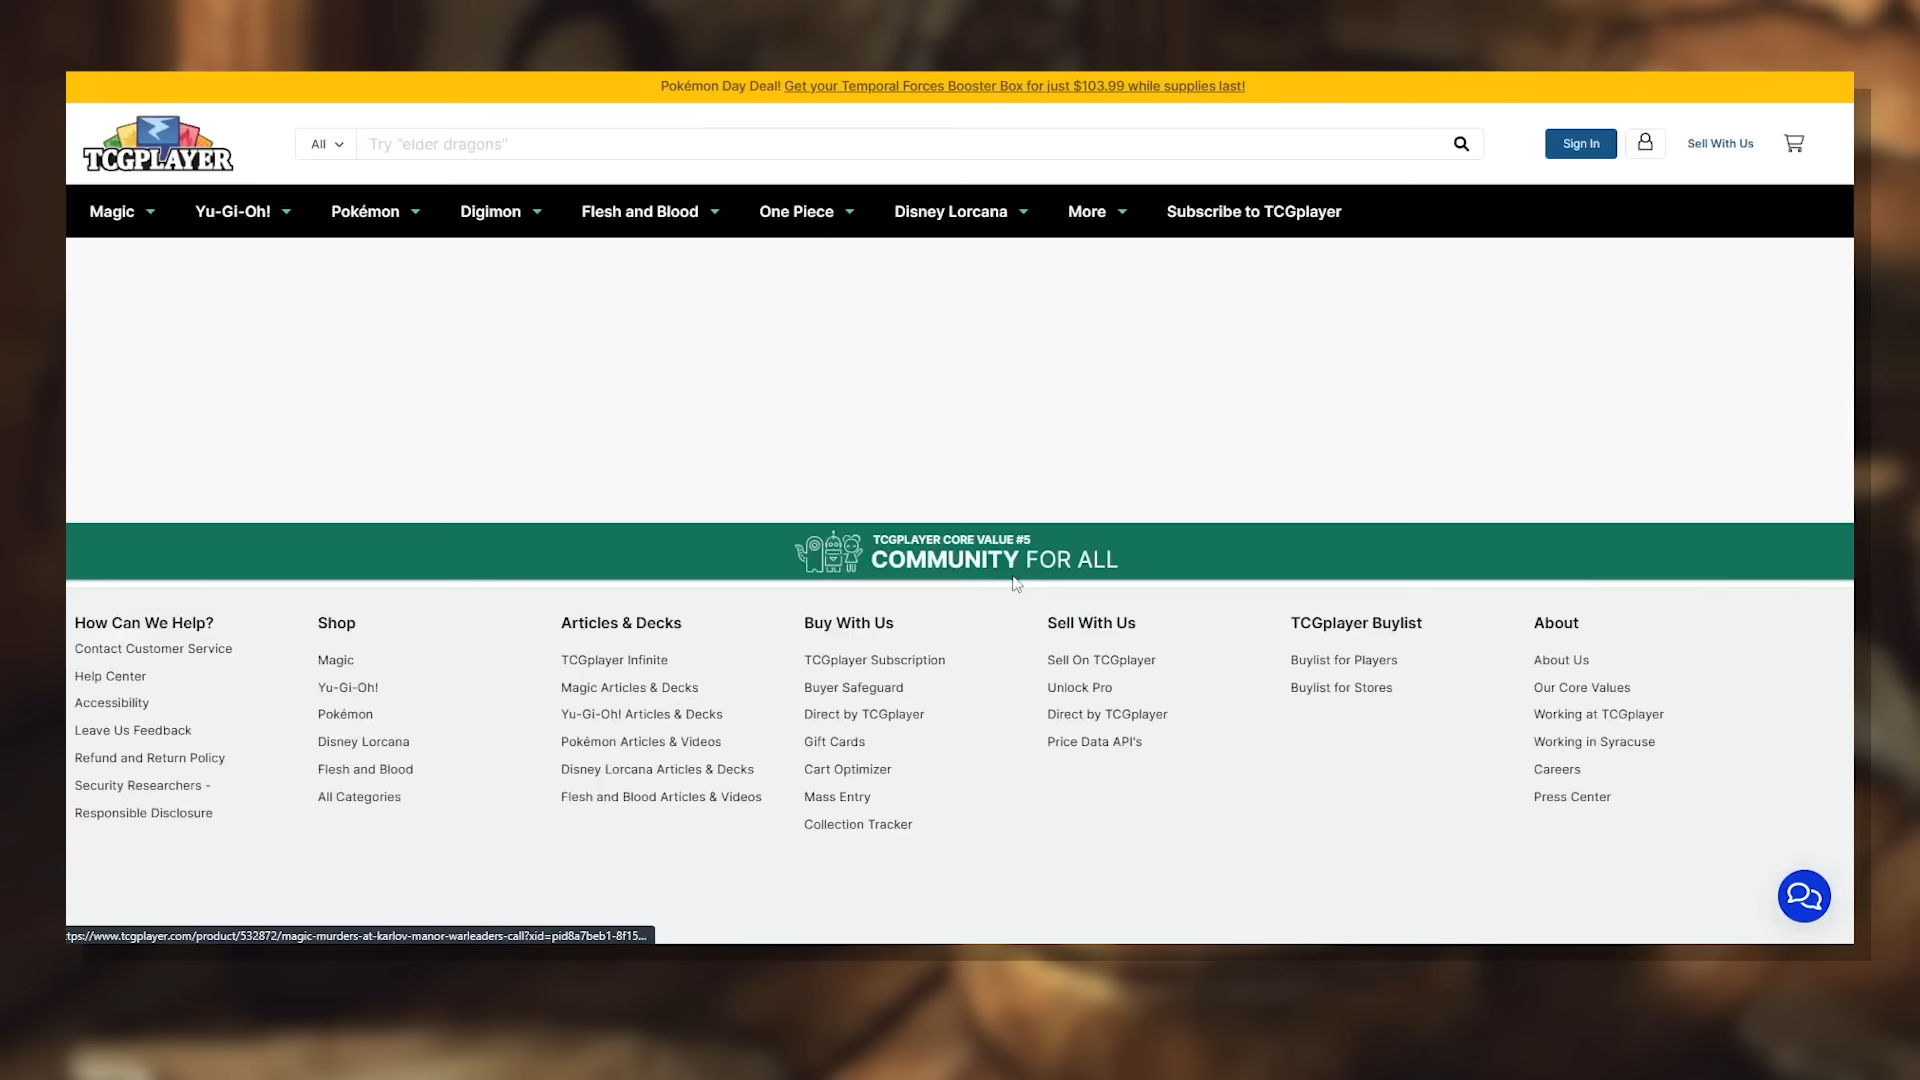 Pokémon Day Deal! Get your Temporal Forces Booster Box for just $103.99 while supplies last!
TCGPLAYER
All
Try "elder dragons"
Sign In
Sell With Us
Magic
Yu-Gi-Oh!
Pokémon
Digimon
Flesh and Blood
One Piece
Disney Lorcana
More
Subscribe to TCGplayer
TCGPLAYER CORE VALUE #5
COMMUNITY FOR ALL
How Can We Help?
Contact Customer Service
Help Center
Accessibility
Leave Us Feedback
Refund and Return Policy
Security Researchers -
Responsible Disclosure
Shop
Magic
Yu-Gi-Oh!
Pokémon
Disney Lorcana
Flesh and Blood
All Categories
Articles & Decks
TCGplayer Infinite
Magic Articles & Decks
Yu-Gi-Oh! Articles & Decks
Pokémon Articles & Videos
Disney Lorcana Articles & Decks
Flesh and Blood Articles & Videos
Buy With Us
TCGplayer Subscription
Buyer Safeguard
Direct by TCGplayer
Gift Cards
Cart Optimizer
Mass Entry
Collection Tracker
Sell With Us
Sell On TCGplayer
Unlock Pro
Direct by TCGplayer
Price Data API's
TCGplayer Buylist
Buylist for Players
Buylist for Stores
About
About Us
Our Core Values
Working at TCGplayer
Working in Syracuse
Careers
Press Center
tps://www.tcgplayer.com/product/532872/magic-murders-at-karlov-manor-warleaders-call?xid=pid8a7beb1-8f15...